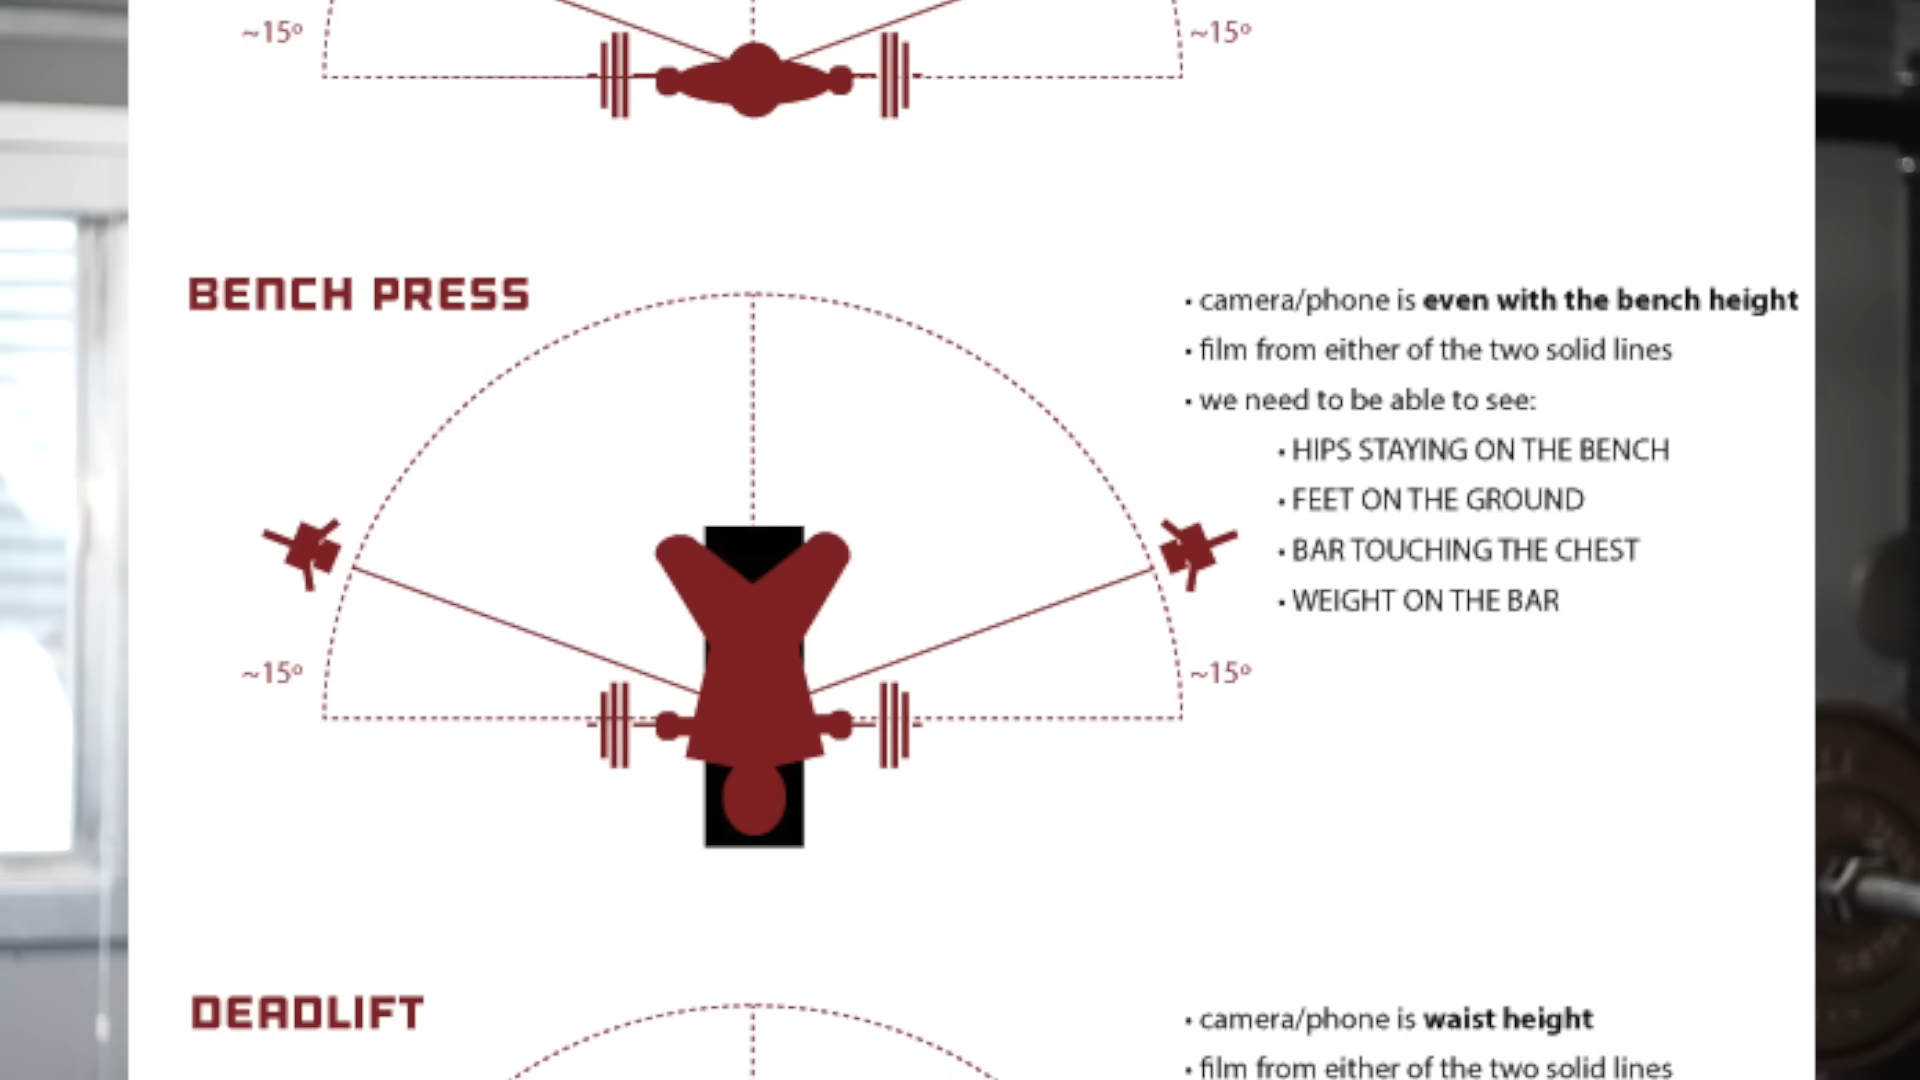 ~15º
~15º
BENCH PRESS
• camera/phone is even with the bench height
• film from either of the two solid lines
• we need to be able to see:
• HIPS STAYING ON THE BENCH
• FEET ON THE GROUND
• BAR TOUCHING THE CHEST
• WEIGHT ON THE BAR
~15º
~15º
DEADLIFT
• camera/phone is waist height
• film from either of the two solid lines